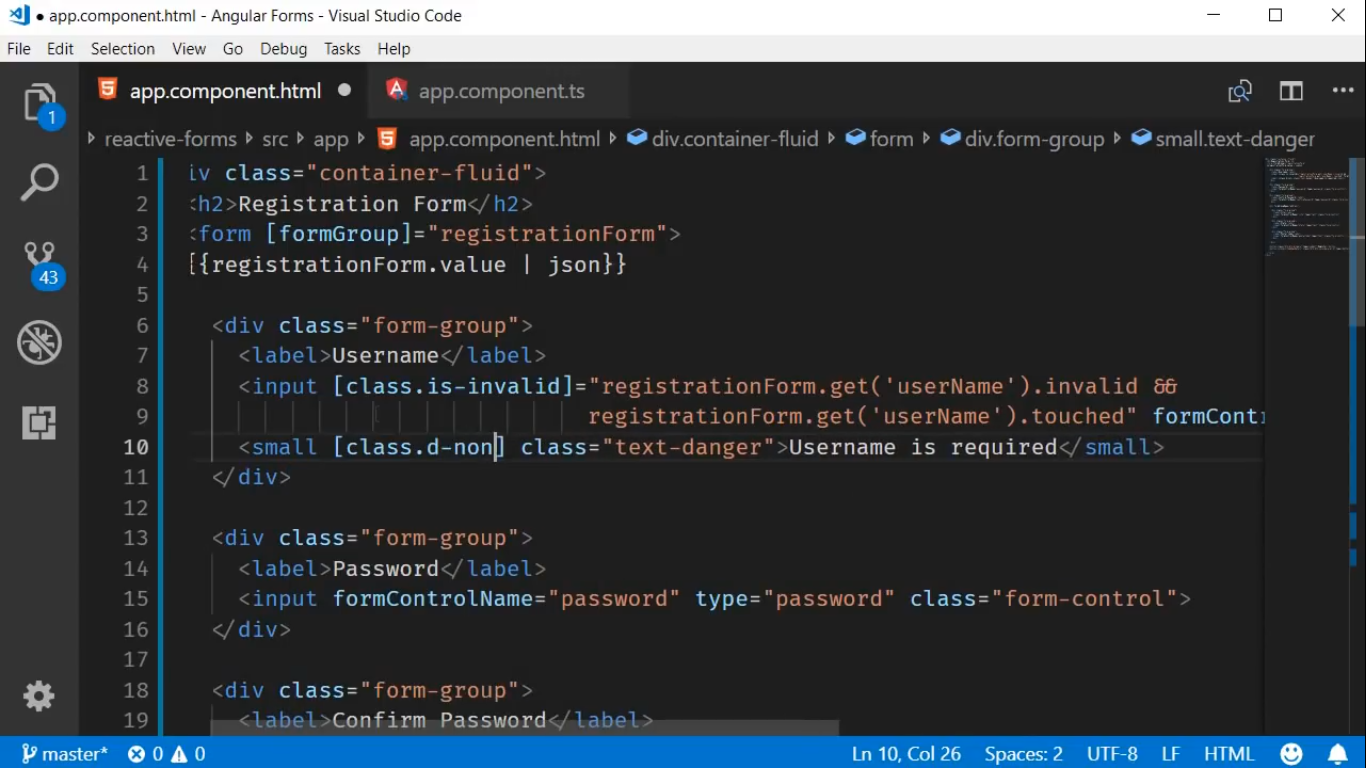 app.component.html - Angular Forms - Visual Studio Code
File Edit Selection View Go Debug Tasks Help
1
app.component.html
app.component.ts
reactive-forms src app app.component.html div.container-fluid form div.form-group small.text-danger
43
1 iv class="container-fluid">
2 <h2>Registration Form</h2>
3 <form [formGroup]="registrationForm">
4 {{registrationForm.value | json}}
5
6 <div class="form-group">
7 <label>Username</label>
8 <input [class.is-invalid]="registrationForm.get('userName').invalid &&
9 registrationForm.get('userName').touched" formContr
10 <small [class.d-non] class="text-danger">Username is required</small>
11 </div>
12
13 <div class="form-group">
14 <label>Password</label>
15 <input formControlName="password" type="password" class="form-control">
16 </div>
17
18 <div class="form-group">
19 <label>Confirm Password</label>
master* 0 0 Ln 10, Col 26 Spaces: 2 UTF-8 LF HTML